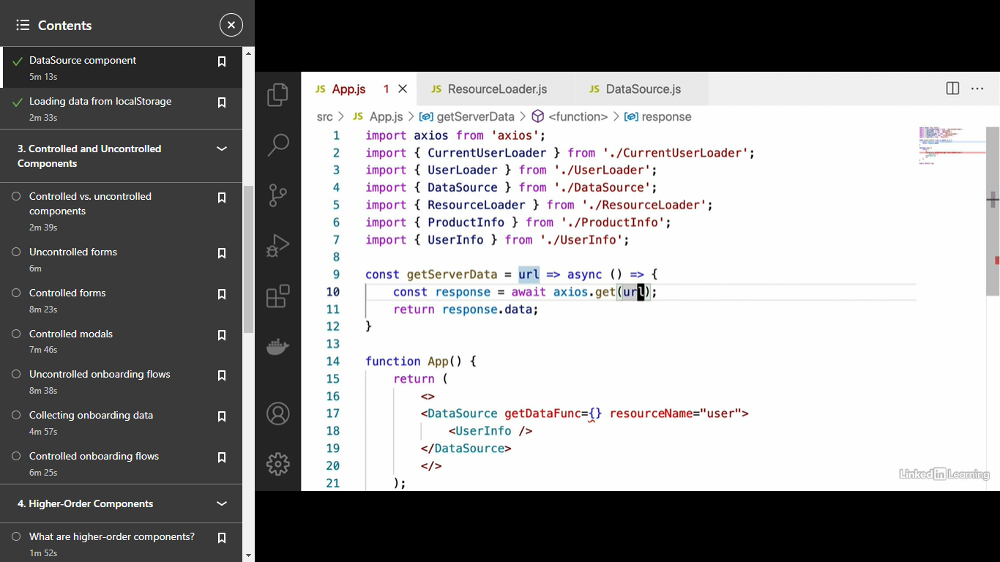 Contents
DataSource component
5m 13s
Loading data from localStorage
2m 33s
3. Controlled and Uncontrolled
Components
Controlled vs. uncontrolled
components
2m 39s
Uncontrolled forms
6m
Controlled forms
8m 23s
Controlled modals
7m 46s
Uncontrolled onboarding flows
8m 38s
Collecting onboarding data
4m 57s
Controlled onboarding flows
6m 25s
4. Higher-Order Components
What are higher-order components?
1m 52s
JS App.js 1 JS ResourceLoader.js JS DataSource.js
src > JS App.js > getServerData > <function> > response
1 import axios from 'axios';
2 import { CurrentUserLoader } from './CurrentUserLoader';
3 import { UserLoader } from './UserLoader';
4 import { DataSource } from './DataSource';
5 import { ResourceLoader } from './ResourceLoader';
6 import { ProductInfo } from './ProductInfo';
7 import { UserInfo } from './UserInfo';
8
9 const getServerData = url => async () => {
10 const response = await axios.get(url);
11 return response.data;
12 }
13
14 function App() {
15 return (
16 <>
17 <DataSource getDataFunc={} resourceName="user">
18 <UserInfo />
19 </DataSource>
20 </>
21 );
LinkedIn Learning